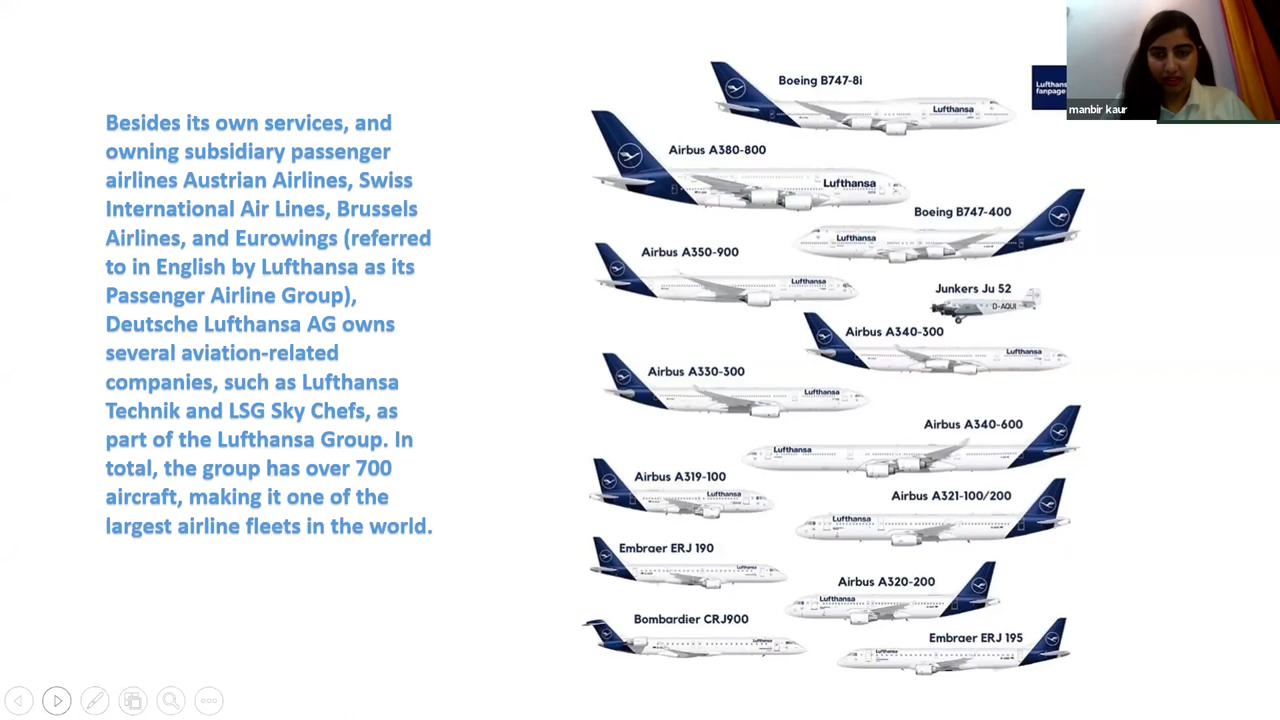 Besides its own services, and
owning subsidiary passenger
airlines Austrian Airlines, Swiss
International Air Lines, Brussels
Airlines, and Eurowings (referred
to in English by Lufthansa as its
Passenger Airline Group),
Deutsche Lufthansa AG owns
several aviation-related
companies, such as Lufthansa
Technik and LSG Sky Chefs, as
part of the Lufthansa Group. In
total, the group has over 700
aircraft, making it one of the
largest airline fleets in the world.
Boeing B747-8i
Lufthansa
fanpage
manbir kaur
Airbus A380-800
Lufthansa
Boeing B747-400
Lufthansa
Airbus A350-900
Lufthansa
Junkers Ju 52
D-AQUI
Airbus A340-300
Lufthansa
Airbus A330-300
Lufthansa
Airbus A340-600
Lufthansa
Airbus A319-100
Lufthansa
Airbus A321-100/200
Lufthansa
Embraer ERJ 190
Lufthansa
Airbus A320-200
Lufthansa
Bombardier CRJ900
Lufthansa
Embraer ERJ 195
Lufthansa